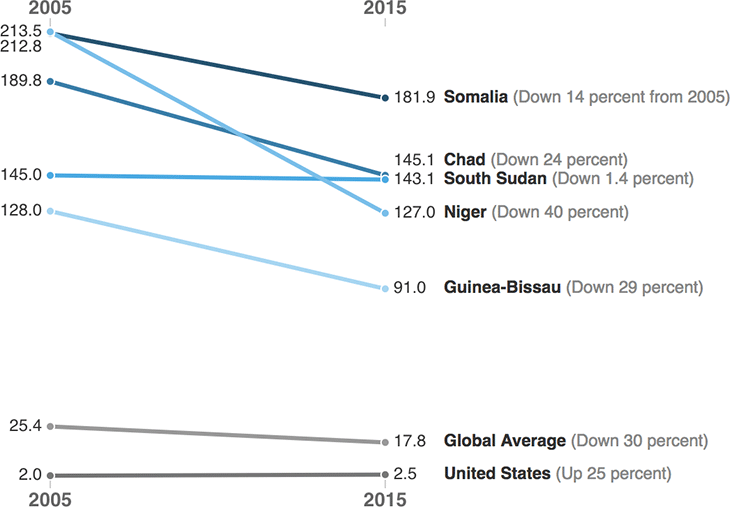 2005 2015
213.5
212.8
189.8
181.9 Somalia (Down 14 percent from 2005)
145.1 Chad (Down 24 percent)
145.0
143.1 South Sudan (Down 1.4 percent)
128.0
127.0 Niger (Down 40 percent)
91.0 Guinea-Bissau (Down 29 percent)
25.4
17.8 Global Average (Down 30 percent)
2.0
2.5 United States (Up 25 percent)
2005 2015